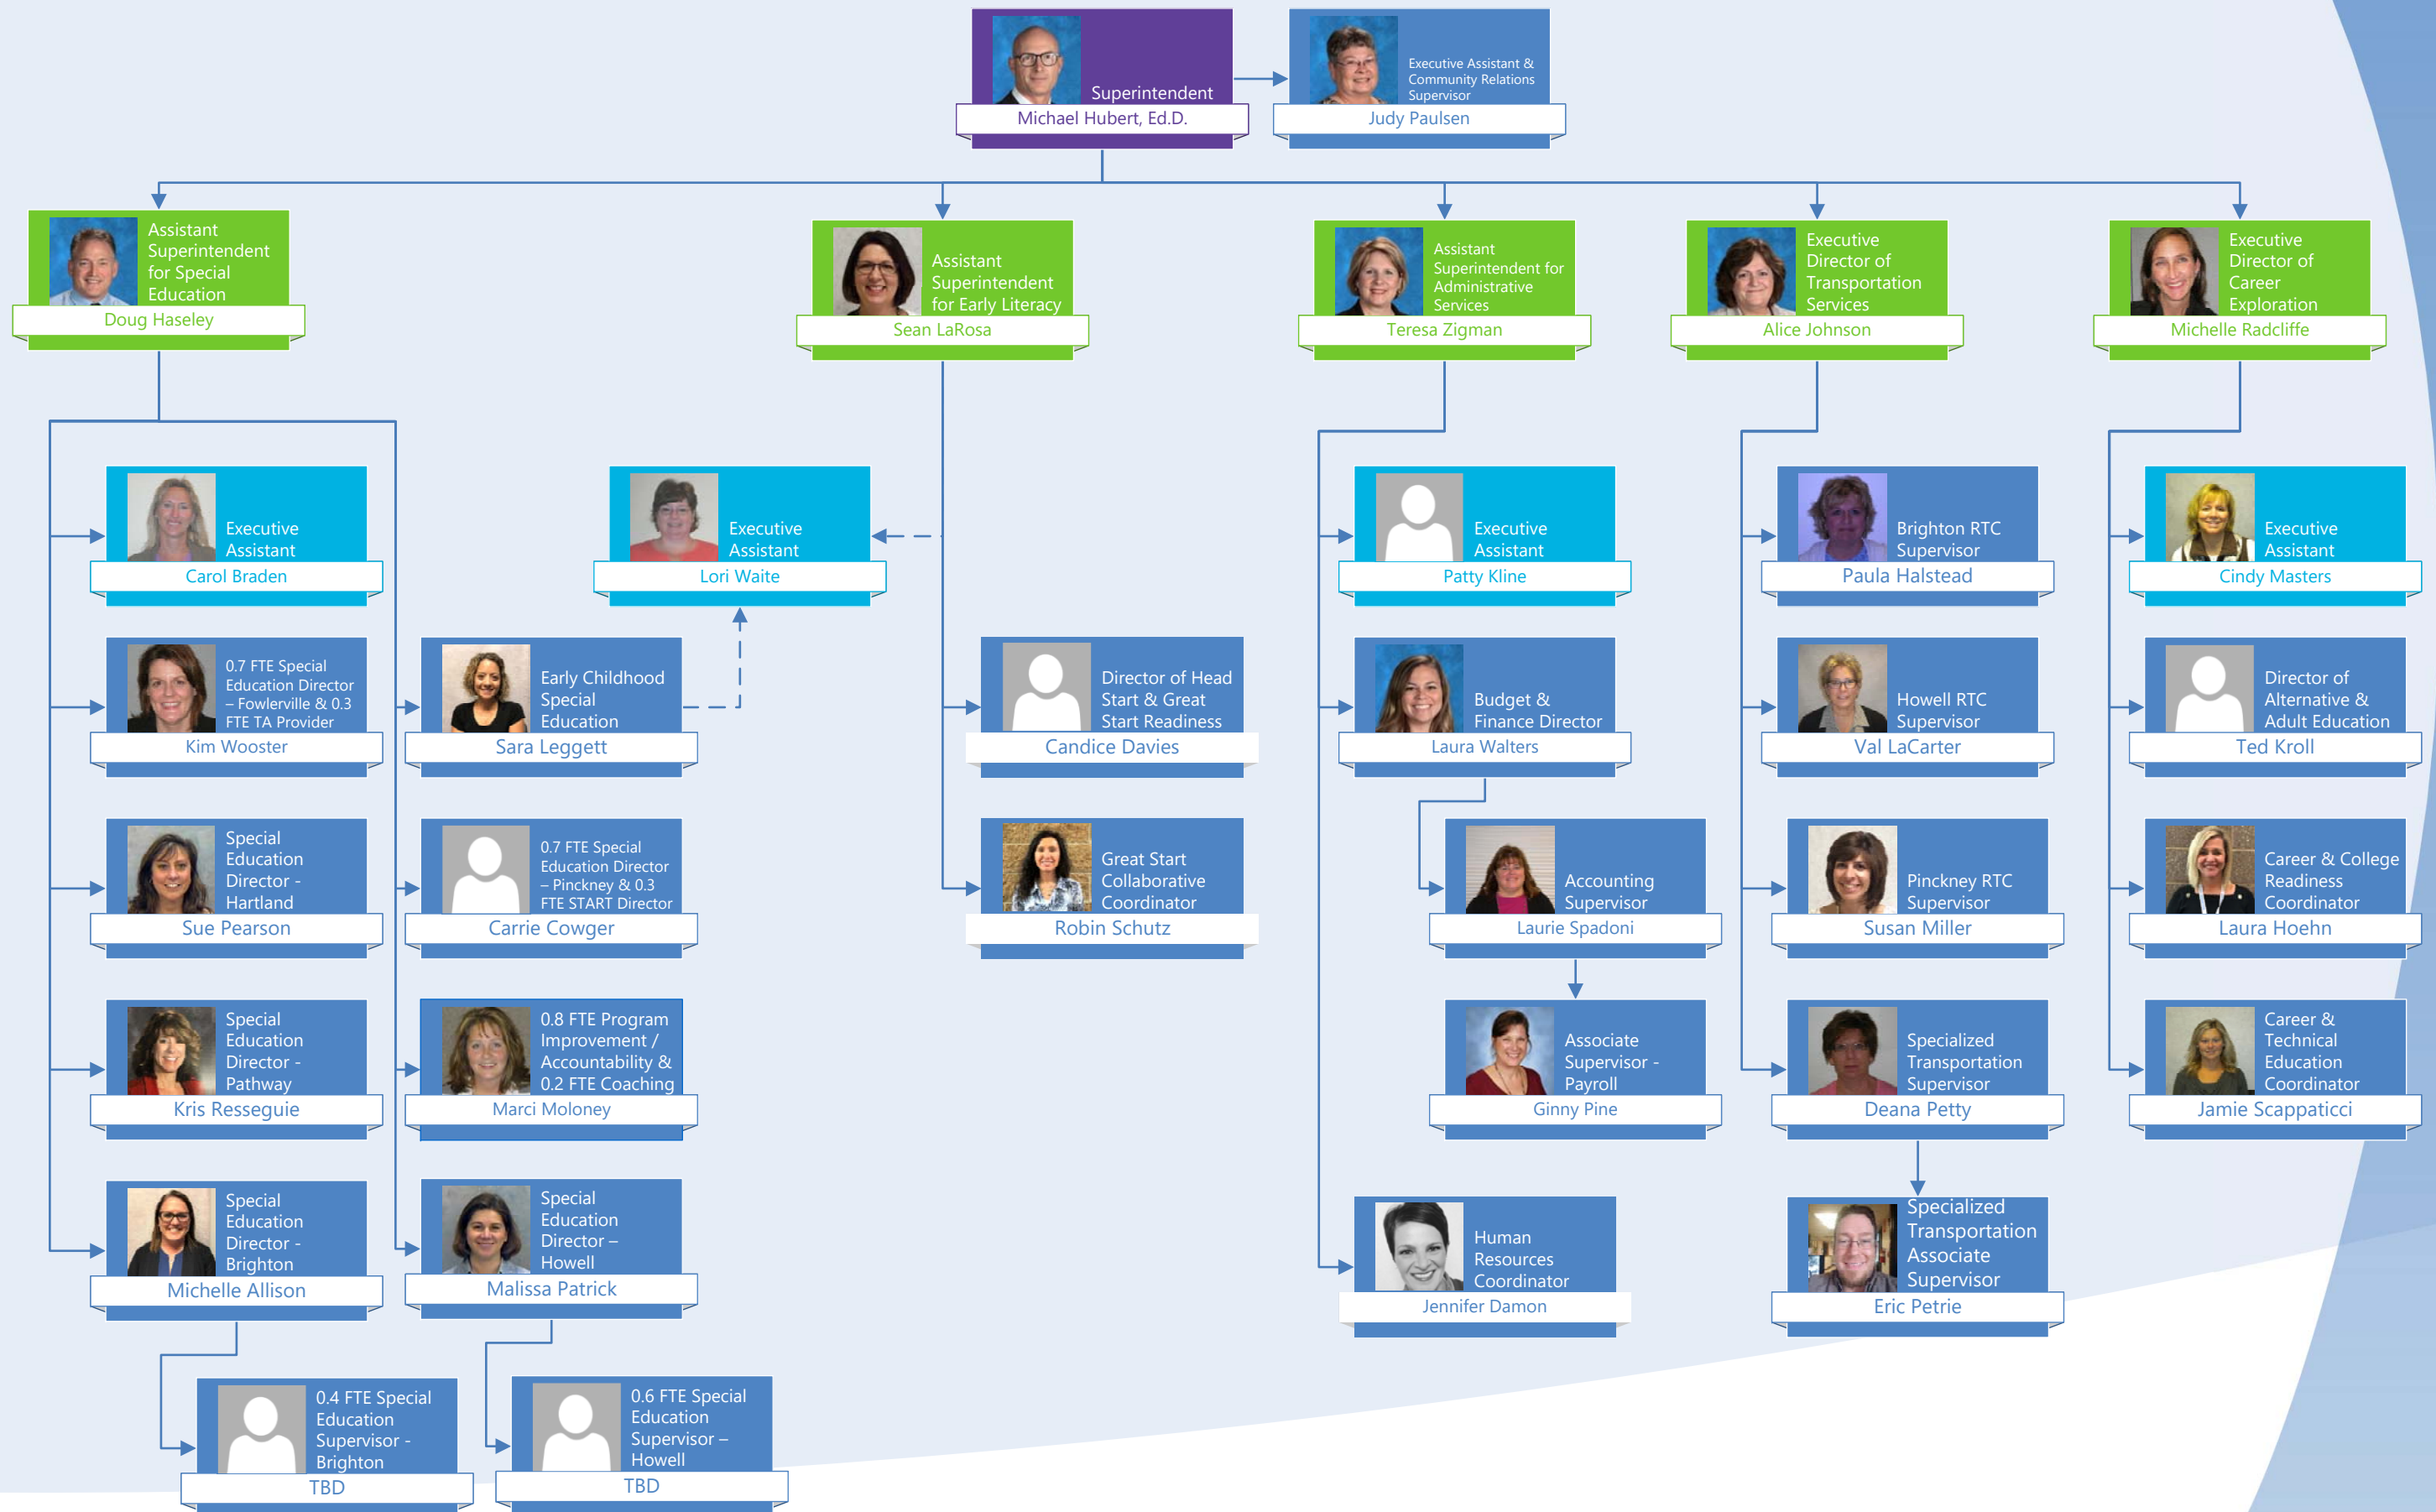 Superintendent
Michael Hubert, Ed.D.
Executive Assistant &
Community Relations
Supervisor
Judy Paulsen
Assistant
Superintendent
for Special
Education
Doug Haseley
Assistant
Superintendent
for Early Literacy
Sean LaRosa
Assistant
Superintendent for
Administrative
Services
Teresa Zigman
Executive
Director of
Transportation
Services
Alice Johnson
Executive
Director of
Career
Exploration
Michelle Radcliffe
Executive
Assistant
Carol Braden
Executive
Assistant
Lori Waite
Executive
Assistant
Patty Kline
Brighton RTC
Supervisor
Paula Halstead
Executive
Assistant
Cindy Masters
0.7 FTE Special
Education Director
– Fowlerville & 0.3
FTE TA Provider
Kim Wooster
Early Childhood
Special
Education
Sara Leggett
Director of Head
Start & Great
Start Readiness
Candice Davies
Budget &
Finance Director
Laura Walters
Howell RTC
Supervisor
Val LaCarter
Director of
Alternative &
Adult Education
Ted Kroll
Special
Education
Director -
Hartland
Sue Pearson
0.7 FTE Special
Education Director
– Pinckney & 0.3
FTE START Director
Carrie Cowger
Great Start
Collaborative
Coordinator
Robin Schutz
Accounting
Supervisor
Laurie Spadoni
Pinckney RTC
Supervisor
Susan Miller
Career & College
Readiness
Coordinator
Laura Hoehn
Special
Education
Director -
Pathway
Kris Resseguie
0.8 FTE Program
Improvement /
Accountability &
0.2 FTE Coaching
Marci Moloney
Associate
Supervisor -
Payroll
Ginny Pine
Specialized
Transportation
Supervisor
Deana Petty
Career &
Technical
Education
Coordinator
Jamie Scappaticci
Special
Education
Director -
Brighton
Michelle Allison
Special
Education
Director –
Howell
Malissa Patrick
Human
Resources
Coordinator
Jennifer Damon
Specialized
Transportation
Associate
Supervisor
Eric Petrie
0.4 FTE Special
Education
Supervisor -
Brighton
TBD
0.6 FTE Special
Education
Supervisor –
Howell
TBD